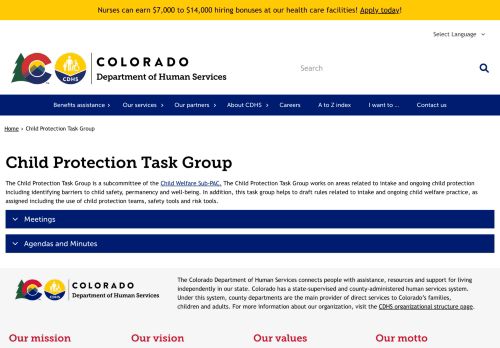 Nurses can earn $7,000 to $14,000 hiring bonuses at our health care facilities! Apply today!
Select Language
CDHS
COLORADO
Department of Human Services
Search
Benefits assistance
Our services
Our partners
About CDHS
Careers
A to Z index
I want to ...
Contact us
Home › Child Protection Task Group
Child Protection Task Group
The Child Protection Task Group is a subcommittee of the Child Welfare Sub-PAC. The Child Protection Task Group works on areas related to intake and ongoing child protection
including identifying barriers to child safety, permanency and well-being. In addition, this task group helps to draft rules related to intake and ongoing child welfare practice, as
assigned including the use of child protection teams, safety tools and risk tools.
Meetings
Agendas and Minutes
CDHS
COLORADO
Department of Human Services
The Colorado Department of Human Services connects people with assistance, resources and support for living
independently in our state. Colorado has a state-supervised and county-administered human services system.
Under this system, county departments are the main provider of direct services to Colorado's families,
children and adults. For more information about our organization, visit the CDHS organizational structure page.
Our mission
Our vision
Our values
Our motto